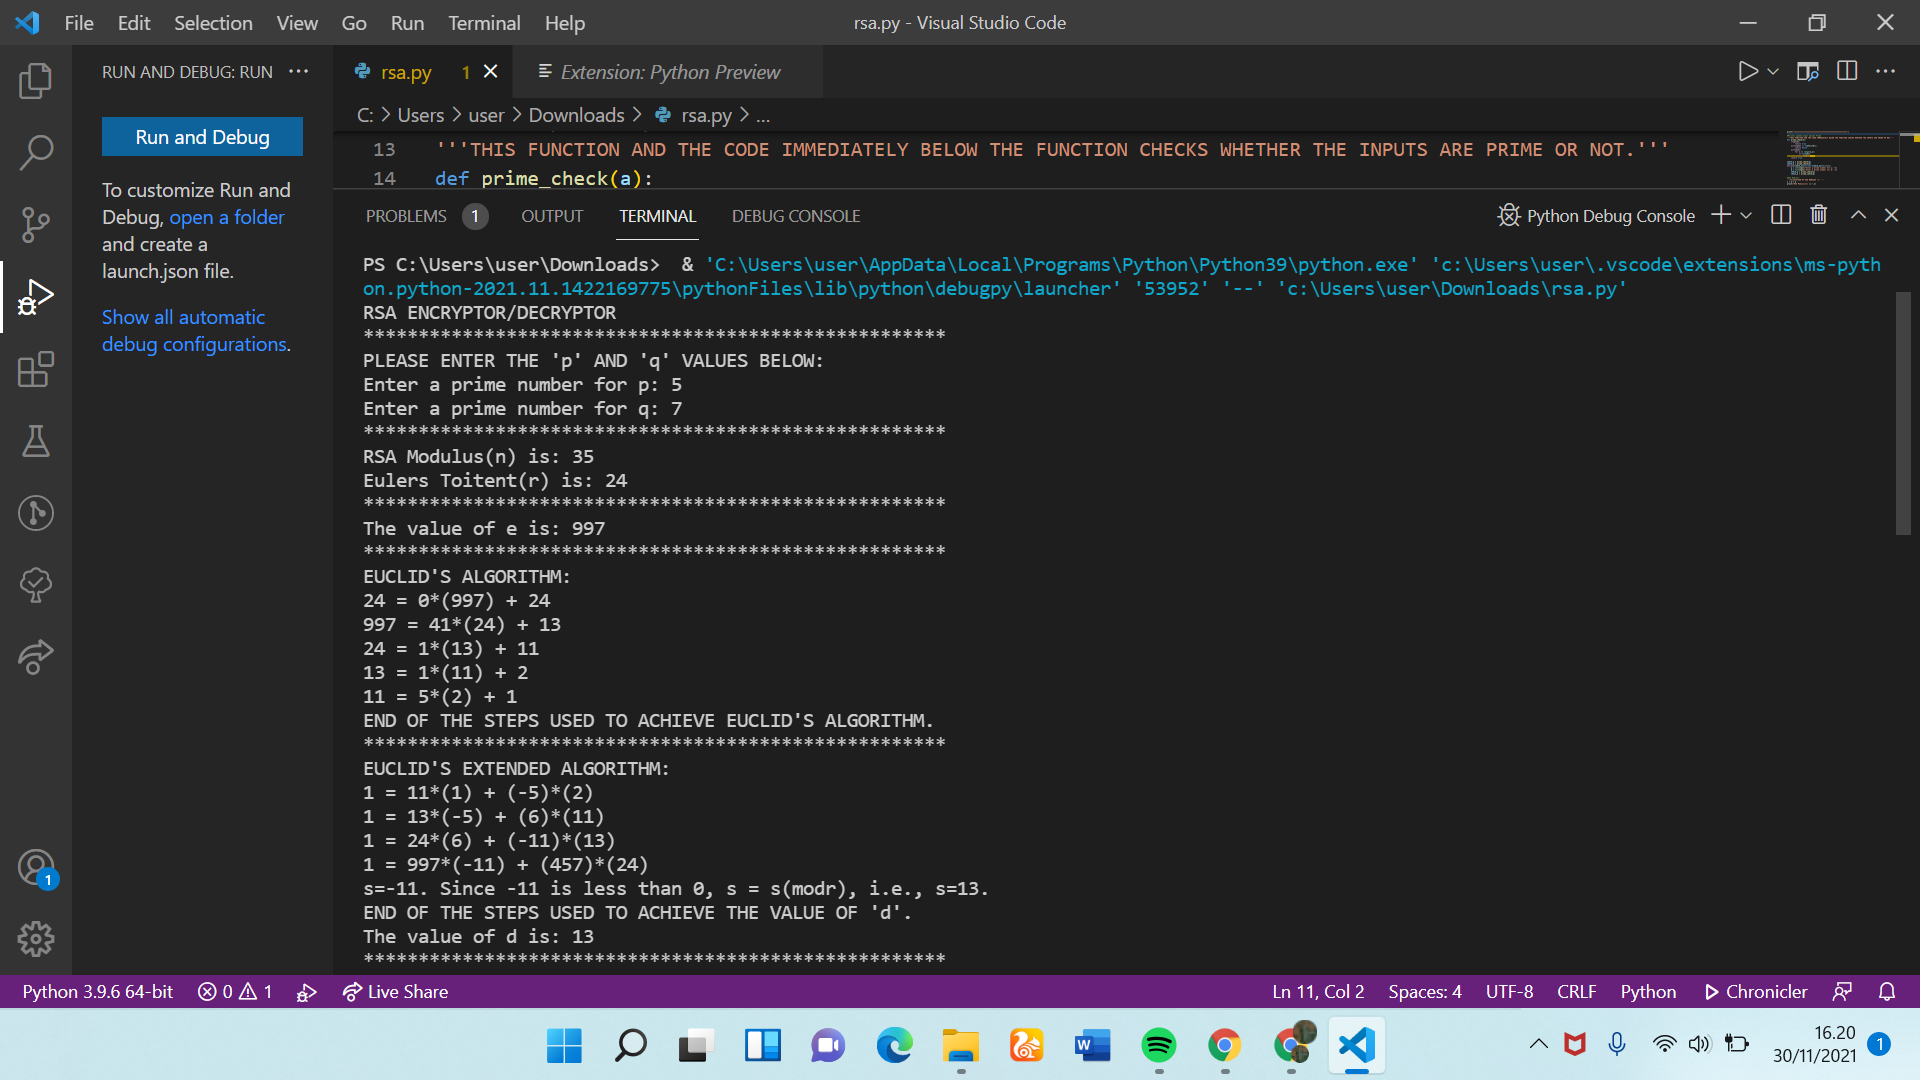 File Edit Selection View Go Run Terminal Help rsa.py - Visual Studio Code
RUN AND DEBUG: RUN ···
rsa.py 1 Extension: Python Preview
C: > Users > user > Downloads > rsa.py > ...
Run and Debug
To customize Run and
Debug, open a folder
and create a
launch.json file.
Show all automatic
debug configurations.
13 '''THIS FUNCTION AND THE CODE IMMEDIATELY BELOW THE FUNCTION CHECKS WHETHER THE INPUTS ARE PRIME OR NOT.'''
14 def prime_check(a):
PROBLEMS 1 OUTPUT TERMINAL DEBUG CONSOLE Python Debug Console
PS C:\Users\user\Downloads>  & 'C:\Users\user\AppData\Local\Programs\Python\Python39\python.exe' 'c:\Users\user\.vscode\extensions\ms-pyth
on.python-2021.11.1422169775\pythonFiles\lib\python\debugpy\launcher' '53952' '--' 'c:\Users\user\Downloads\rsa.py'
RSA ENCRYPTOR/DECRYPTOR
*****************************************************
PLEASE ENTER THE 'p' AND 'q' VALUES BELOW:
Enter a prime number for p: 5
Enter a prime number for q: 7
*****************************************************
RSA Modulus(n) is: 35
Eulers Toitent(r) is: 24
*****************************************************
The value of e is: 997
*****************************************************
EUCLID'S ALGORITHM:
24 = 0*(997) + 24
997 = 41*(24) + 13
24 = 1*(13) + 11
13 = 1*(11) + 2
11 = 5*(2) + 1
END OF THE STEPS USED TO ACHIEVE EUCLID'S ALGORITHM.
*****************************************************
EUCLID'S EXTENDED ALGORITHM:
1 = 11*(1) + (-5)*(2)
1 = 13*(-5) + (6)*(11)
1 = 24*(6) + (-11)*(13)
1 = 997*(-11) + (457)*(24)
s=-11. Since -11 is less than 0, s = s(modr), i.e., s=13.
END OF THE STEPS USED TO ACHIEVE THE VALUE OF 'd'.
The value of d is: 13
*****************************************************
1
Python 3.9.6 64-bit 0 1 Live Share Ln 11, Col 2 Spaces: 4 UTF-8 CRLF Python Chronicler
W
16.20
30/11/2021 1